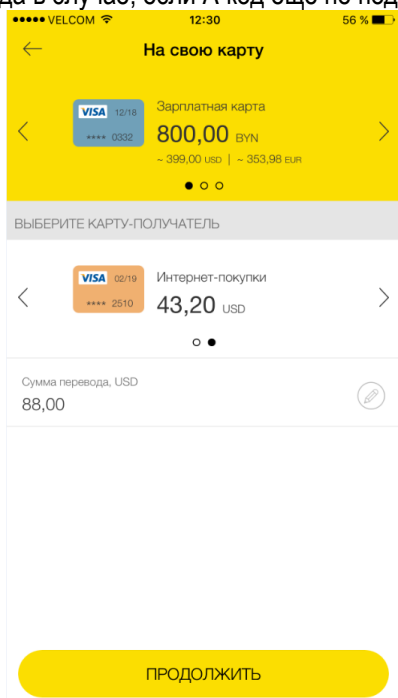 да в случае, если А-код еще не под
VELCOM 12:30 56 %
На свою карту
VISA 12/18
**** 0332
Зарплатная карта
800,00 BYN
~ 399,00 USD | ~ 353,98 EUR
ВЫБЕРИТЕ КАРТУ-ПОЛУЧАТЕЛЬ
VISA 02/19
**** 2510
Интернет-покупки
43,20 USD
Сумма перевода, USD
88,00
ПРОДОЛЖИТЬ